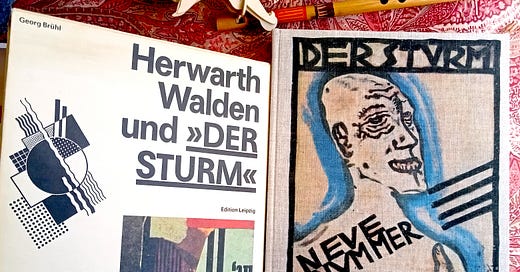 Georg Brühl
Herwarth
Walden
und »DER
STURM«
Edition Leipzig
DER STURM
NEUE
NUMMER